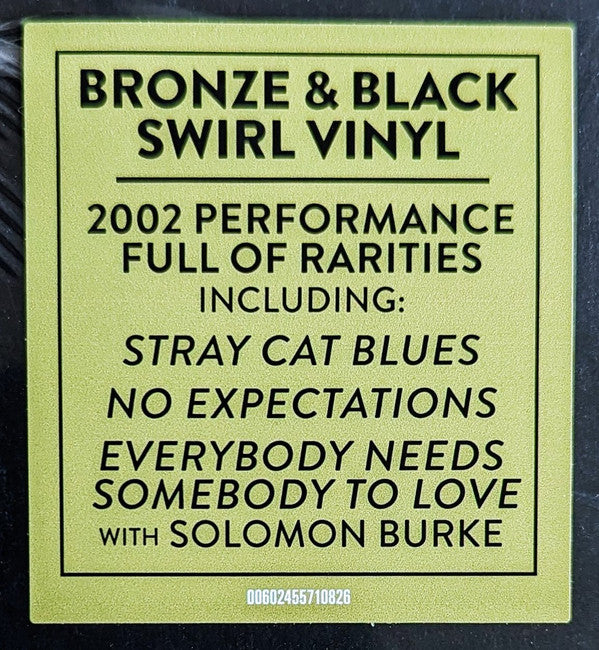 BRONZE & BLACK
SWIRL VINYL
2002 PERFORMANCE
FULL OF RARITIES
INCLUDING:
STRAY CAT BLUES
NO EXPECTATIONS
EVERYBODY NEEDS
SOMEBODY TO LOVE
WITH SOLOMON BURKE
00602455710826